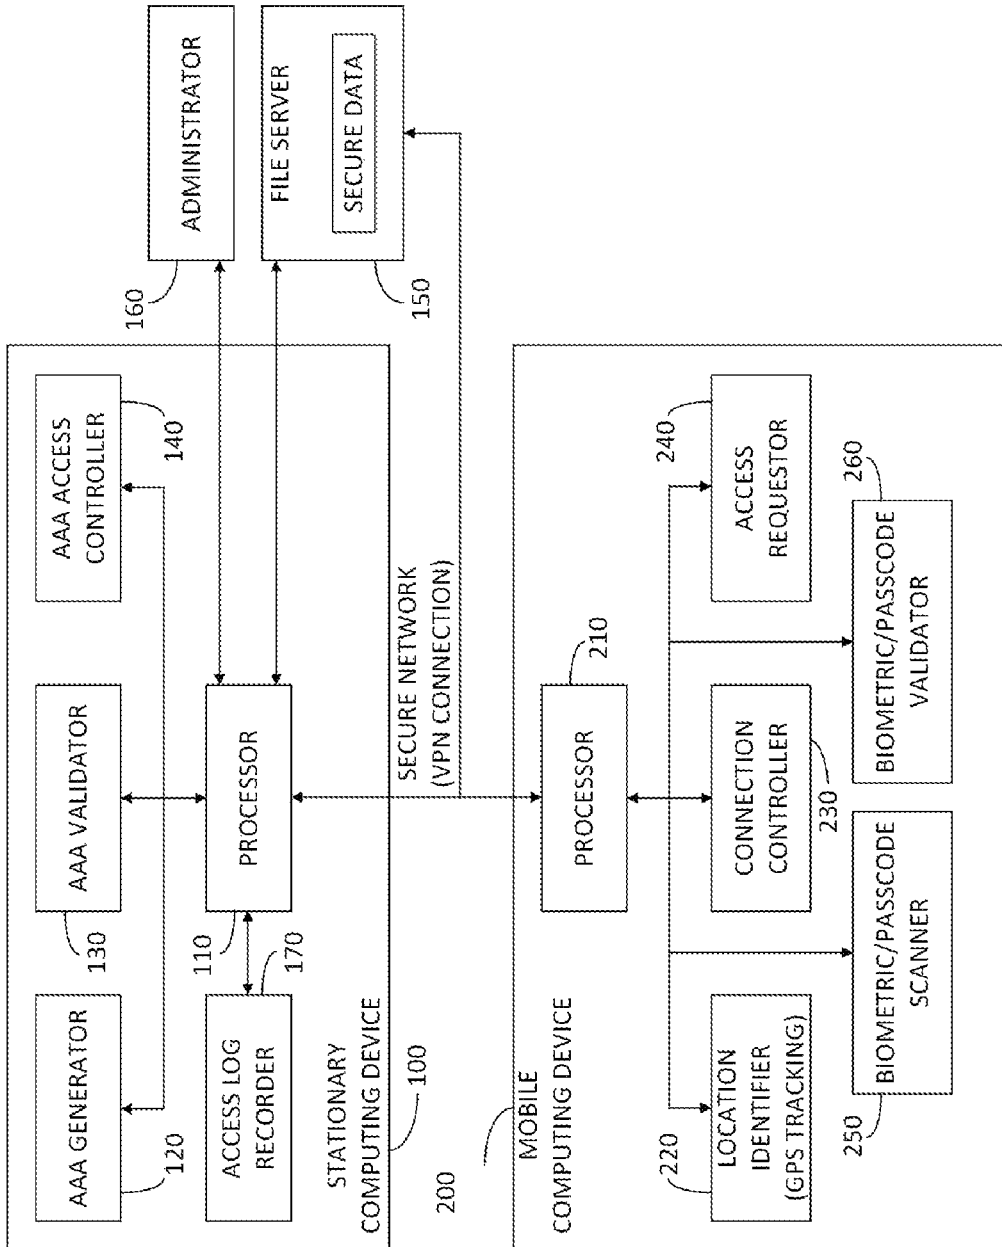 AAA GENERATOR
120
AAA VALIDATOR
130
AAA ACCESS
CONTROLLER
140
ADMINISTRATOR
160
ACCESS LOG
RECORDER
170
PROCESSOR
110
FILE SERVER
SECURE DATA
150
STATIONARY
COMPUTING DEVICE
100
SECURE NETWORK
(VPN CONNECTION)
200
MOBILE
COMPUTING DEVICE
PROCESSOR
210
LOCATION
IDENTIFIER
(GPS TRACKING)
220
CONNECTION
CONTROLLER
230
ACCESS
REQUESTOR
240
BIOMETRIC/PASSCODE
SCANNER
250
BIOMETRIC/PASSCODE
VALIDATOR
260